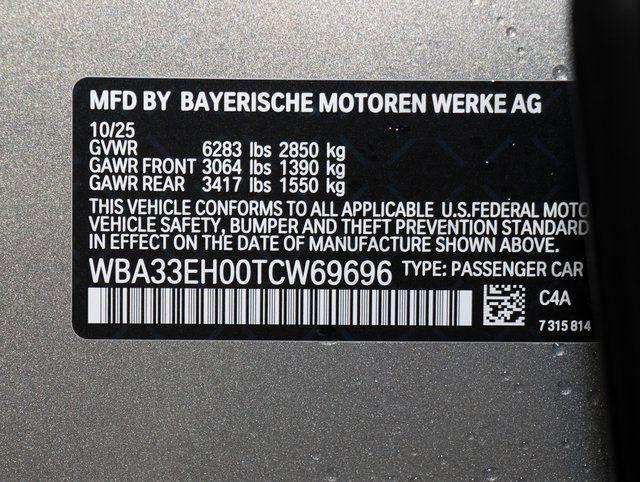 MFD BY BAYERISCHE MOTOREN WERKE AG
10/25
GVWR 6283 lbs 2850 kg
GAWR FRONT 3064 lbs 1390 kg
GAWR REAR 3417 lbs 1550 kg
THIS VEHICLE CONFORMS TO ALL APPLICABLE U.S.FEDERAL MOTO
VEHICLE SAFETY, BUMPER AND THEFT PREVENTION STANDARD
IN EFFECT ON THE DATE OF MANUFACTURE SHOWN ABOVE.
WBA33EH00TCW69696 TYPE: PASSENGER CAR
C4A
7 315 814